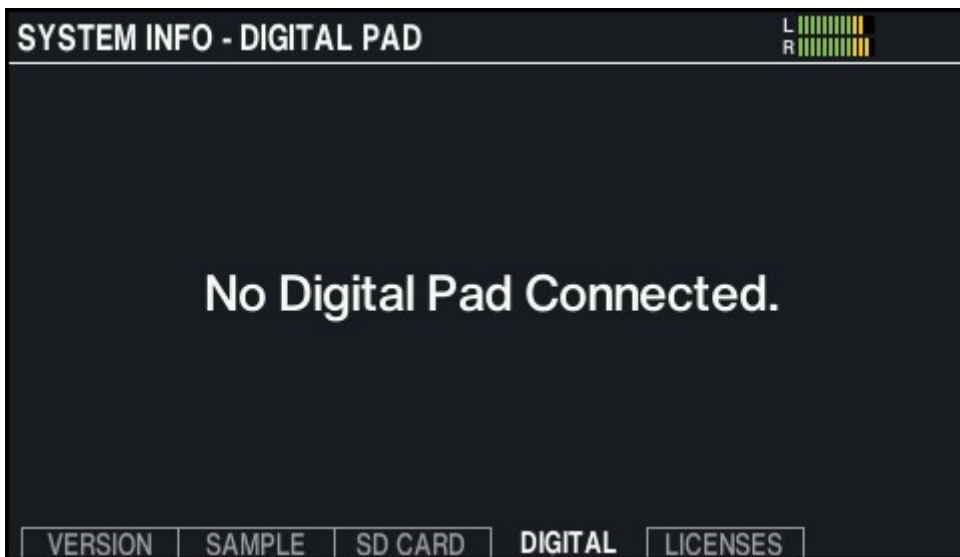 SYSTEM INFO - DIGITAL PAD
L
R
No Digital Pad Connected.
VERSION SAMPLE SD CARD DIGITAL LICENSES